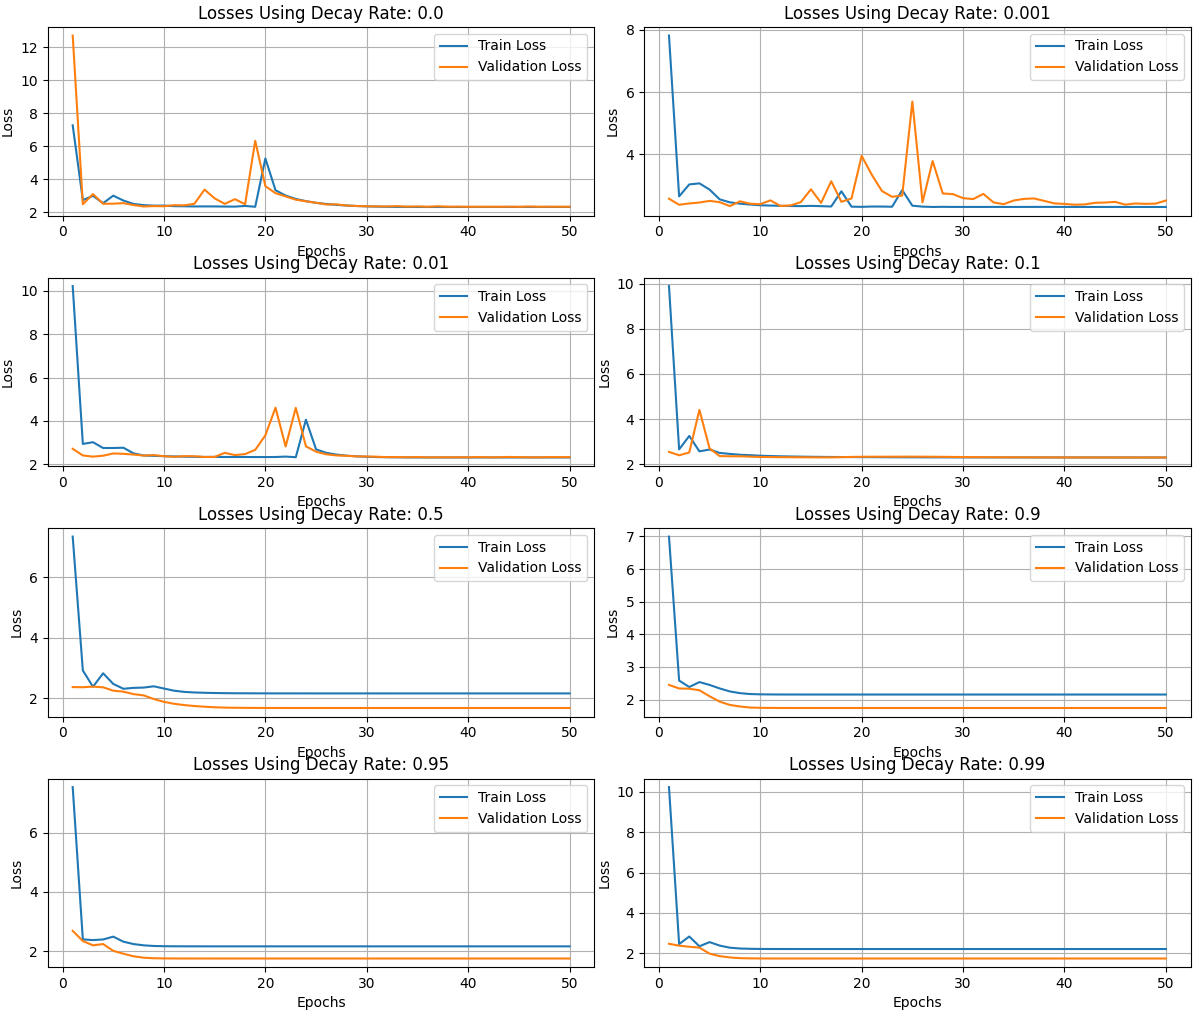 Losses Using Decay Rate: 0.0
12
10
8
6
4
2
Loss
Train Loss
Validation Loss
0 10 20 30 40 50
Epochs
Losses Using Decay Rate: 0.001
8
6
4
Loss
Train Loss
Validation Loss
0 10 20 30 40 50
Epochs
Losses Using Decay Rate: 0.01
10
8
6
4
2
Loss
Train Loss
Validation Loss
0 10 20 30 40 50
Epochs
Losses Using Decay Rate: 0.1
10
8
6
4
2
Loss
Train Loss
Validation Loss
0 10 20 30 40 50
Epochs
Losses Using Decay Rate: 0.5
6
4
2
Loss
Train Loss
Validation Loss
0 10 20 30 40 50
Epochs
Losses Using Decay Rate: 0.9
7
6
5
4
3
2
Loss
Train Loss
Validation Loss
0 10 20 30 40 50
Epochs
Losses Using Decay Rate: 0.95
6
4
2
Loss
Train Loss
Validation Loss
0 10 20 30 40 50
Epochs
Losses Using Decay Rate: 0.99
10
8
6
4
2
Loss
Train Loss
Validation Loss
0 10 20 30 40 50
Epochs